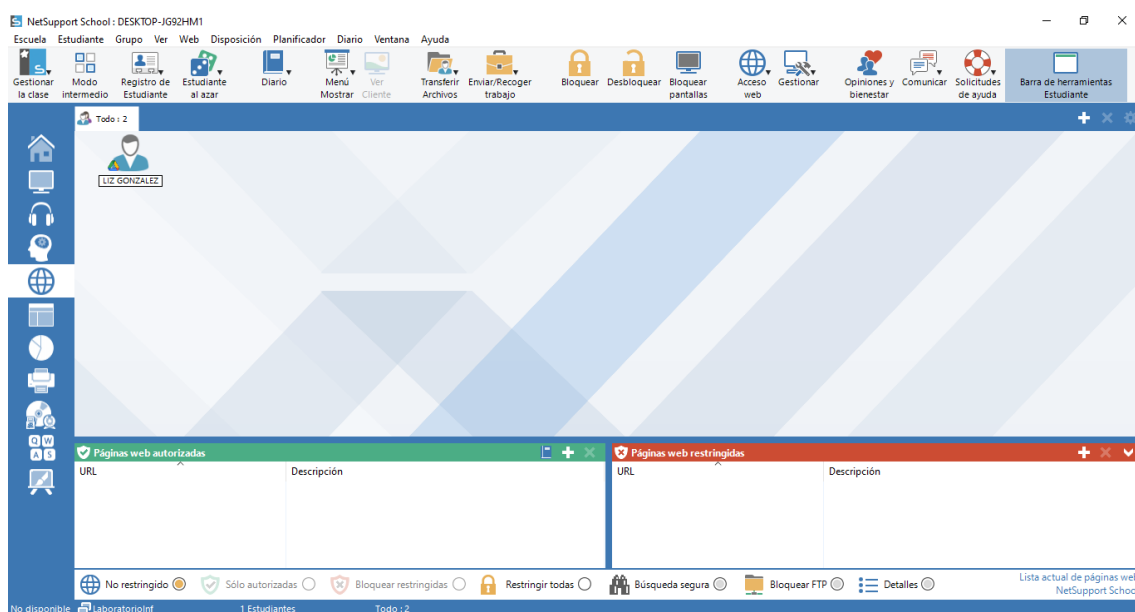 NetSupport School : DESKTOP-JG92HM1
Escuela Estudiante Grupo Ver Web Disposición Planificador Diario Ventana Ayuda
Gestionar la clase
Modo intermedio
Registro de Estudiante
Estudiante al azar
Diario
Menú Mostrar
Ver Cliente
Transferir Archivos
Enviar/Recoger trabajo
Bloquear
Desbloquear
Bloquear pantallas
Acceso web
Gestionar
Opiniones y bienestar
Comunicar
Solicitudes de ayuda
Barra de herramientas Estudiante
Todo : 2
LIZ GONZALEZ
Q W
A S
Páginas web autorizadas
URL Descripción
Páginas web restringidas
URL Descripción
No restringido Sólo autorizadas Bloquear restringidas Restringir todas Búsqueda segura Bloquear FTP Detalles
Lista actual de páginas web
NetSupport School
No disponible LaboratorioInf 1 Estudiantes Todo : 2